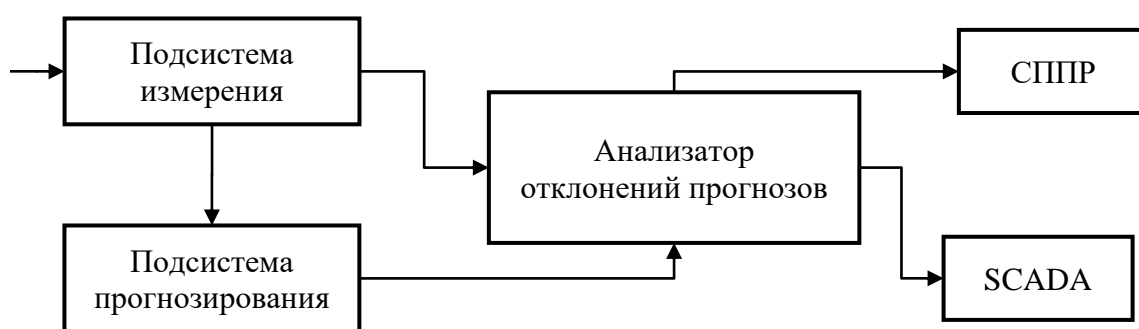 Подсистема
измерения
СППР
Анализатор
отклонений прогнозов
Подсистема
прогнозирования
SCADA